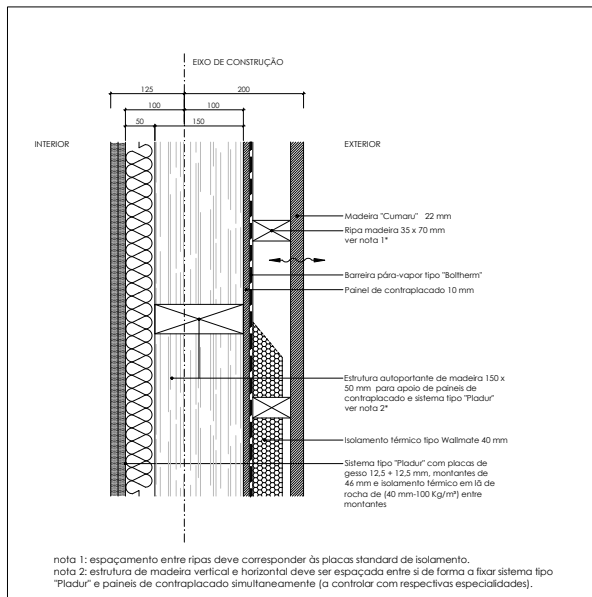 EIXO DE CONSTRUÇÃO
125
200
100
100
50
150
INTERIOR
EXTERIOR
Madeira "Cumaru" 22 mm
Ripa madeira 35 x 70 mm
ver nota 1*
Barreira pára-vapor tipo "Boltherm"
Painel de contraplacado 10 mm
Estrutura autoportante de madeira 150 x
50 mm para apoio de paineis de
contraplacado e sistema tipo "Pladur"
ver nota 2*
Isolamento térmico tipo Wallmate 40 mm
Sistema tipo "Pladur" com placas de
gesso 12,5 + 12,5 mm, montantes de
46 mm e isolamento térmico em lã de
rocha de (40 mm-100 Kg/m³) entre
montantes
nota 1: espaçamento entre ripas deve corresponder às placas standard de isolamento.
nota 2: estrutura de madeira vertical e horizontal deve ser espaçada entre si de forma a fixar sistema tipo
"Pladur" e paineis de contraplacado simultaneamente (a controlar com respectivas especialidades).